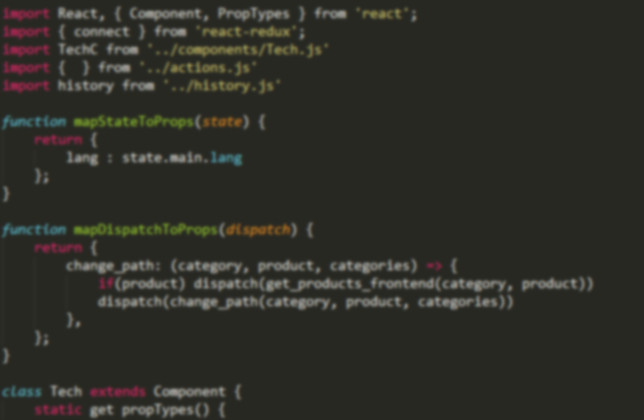 import React, { Component, PropTypes } from 'react';
import { connect } from 'react-redux';
import TechC from '../components/Tech.js'
import {  } from '../actions.js'
import history from '../history.js'
function mapStateToProps(state) {
return {
lang : state.main.lang
};
}
function mapDispatchToProps(dispatch) {
return {
change_path: (category, product, categories) => {
if(product) dispatch(get_products_frontend(category, product))
dispatch(change_path(category, product, categories))
},
};
}
class Tech extends Component {
static get propTypes() {